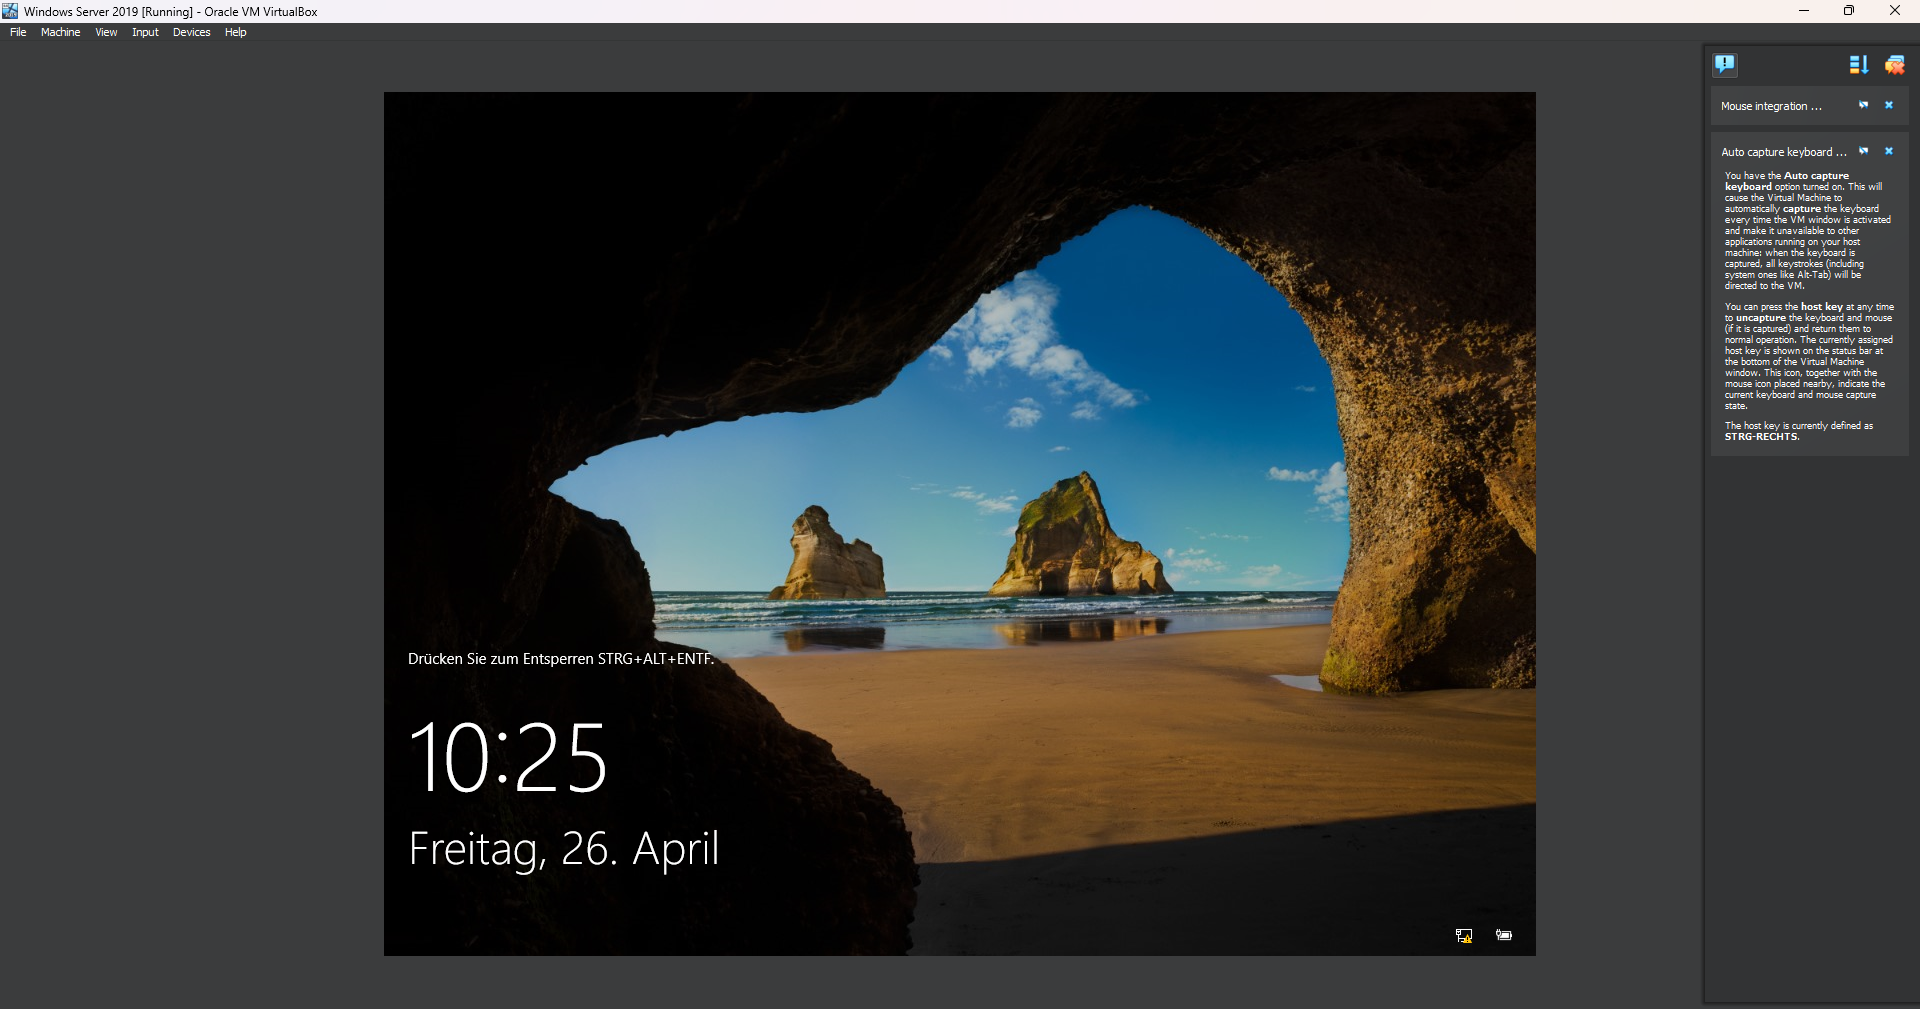 Windows Server 2019 [Running] - Oracle VM VirtualBox
File Machine View Input Devices Help
Mouse integration ...
Auto capture keyboard ...
You have the Auto capture
keyboard option turned on. This will
cause the Virtual Machine to
automatically capture the keyboard
every time the VM window is activated
and make it unavailable to other
applications running on your host
machine: when the keyboard is
captured, all keystrokes (including
system ones like Alt-Tab) will be
directed to the VM.
You can press the host key at any time
to uncapture the keyboard and mouse
(if it is captured) and return them to
normal operation. The currently assigned
host key is shown on the status bar at
the bottom of the Virtual Machine
window. This icon, together with the
mouse icon placed nearby, indicate the
current keyboard and mouse capture
state.
The host key is currently defined as
STRG-RECHTS.
Drücken Sie zum Entsperren STRG+ALT+ENTF.
10:25
Freitag, 26. April